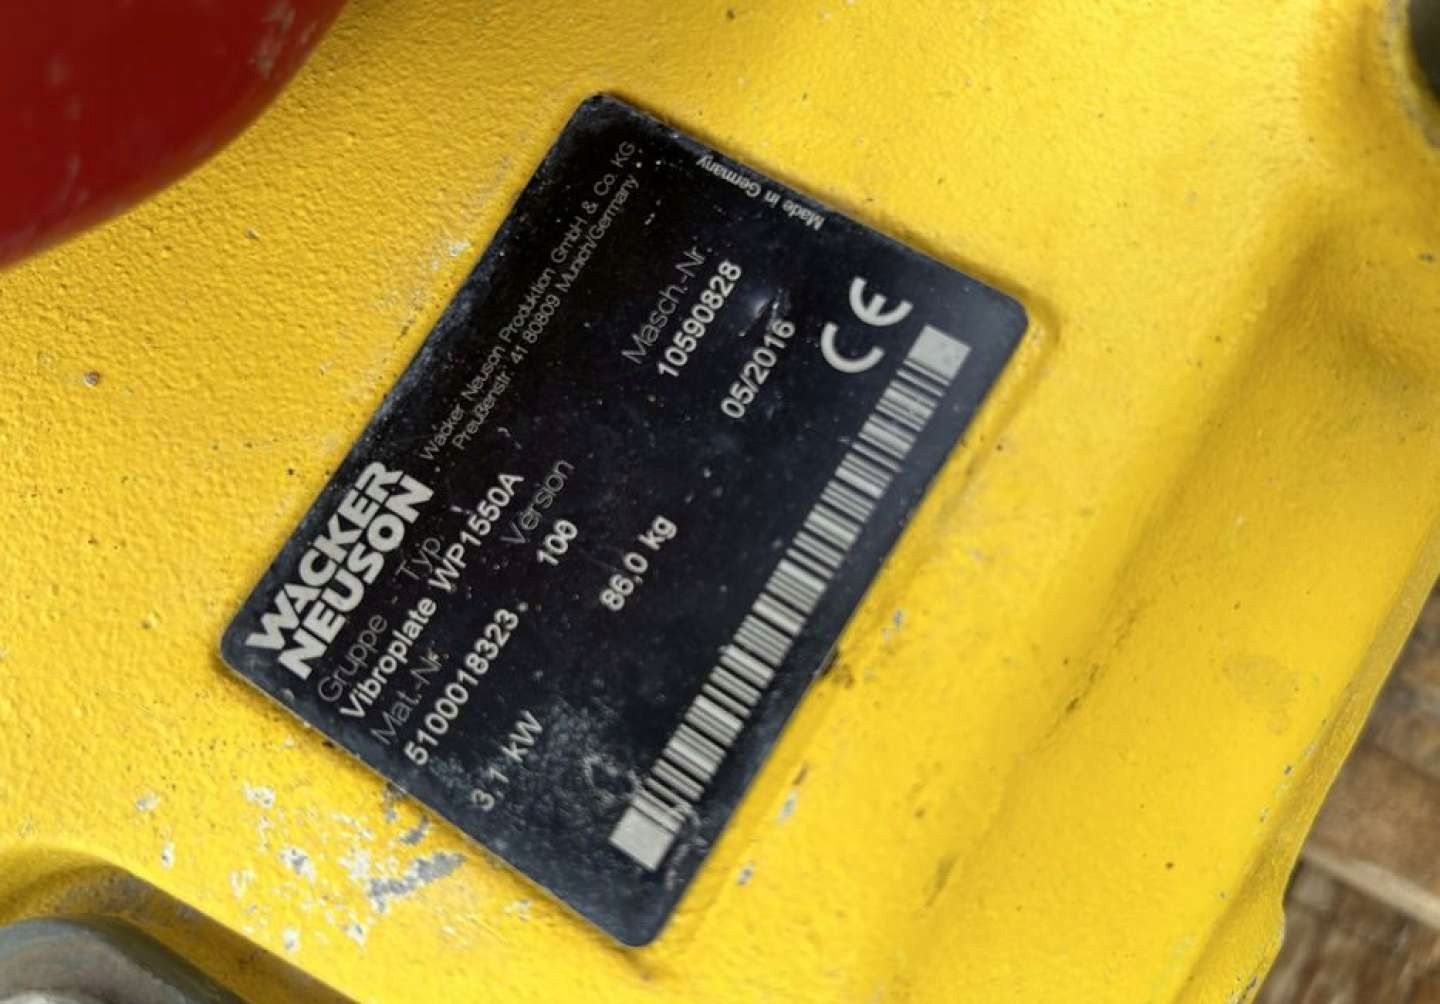 WACKER
NEUSON
Wacker Neuson Produktion GmbH & Co. KG
Preußenstr. 41 80809 Munich/Germany
Gruppe Typ
Vibroplate WP1550A
Mat.-Nr. Version Masch.-Nr.
5100018323 100 10590828
3,1 kW 86,0 kg 05/2016
CE
Made in Germany